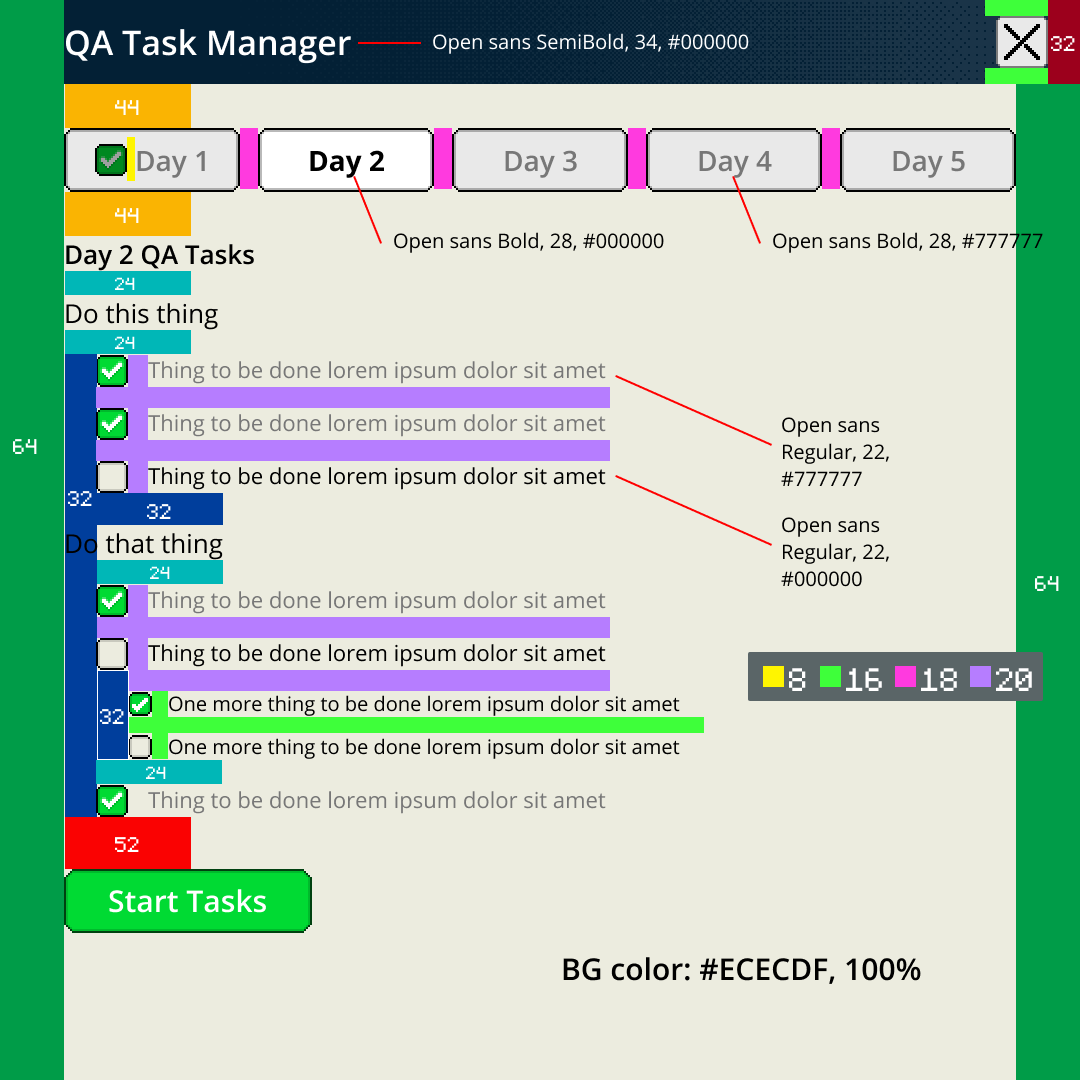 QA Task Manager
Open sans SemiBold, 34, #000000
32
44
Day 1
Day 2
Day 3
Day 4
Day 5
44
Open sans Bold, 28, #000000
Open sans Bold, 28, #777777
Day 2 QA Tasks
24
Do this thing
24
Thing to be done lorem ipsum dolor sit amet
Thing to be done lorem ipsum dolor sit amet
Open sans
Regular, 22,
#777777
64
Thing to be done lorem ipsum dolor sit amet
32
32
Open sans
Regular, 22,
#000000
Do that thing
24
64
Thing to be done lorem ipsum dolor sit amet
Thing to be done lorem ipsum dolor sit amet
8 16 18 20
One more thing to be done lorem ipsum dolor sit amet
32
One more thing to be done lorem ipsum dolor sit amet
24
Thing to be done lorem ipsum dolor sit amet
52
Start Tasks
BG color: #ECECDF, 100%